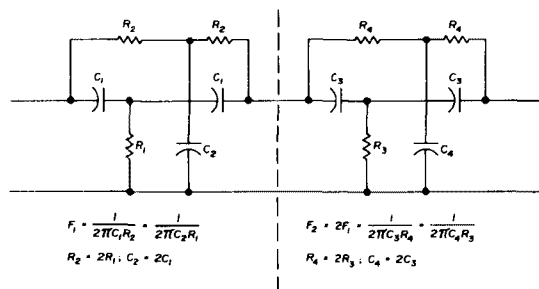 R₂ R₂ R₄ R₄
C₁ C₁ C₃ C₃
R₁ C₂ R₃ C₄
F₁ = 1/(2πC₁R₂) = 1/(2πC₂R₁)
R₂ = 2R₁ ; C₂ = 2C₁
F₂ = 2F₁ = 1/(2πC₃R₄) = 1/(2πC₄R₃)
R₄ = 2R₃ ; C₄ = 2C₃